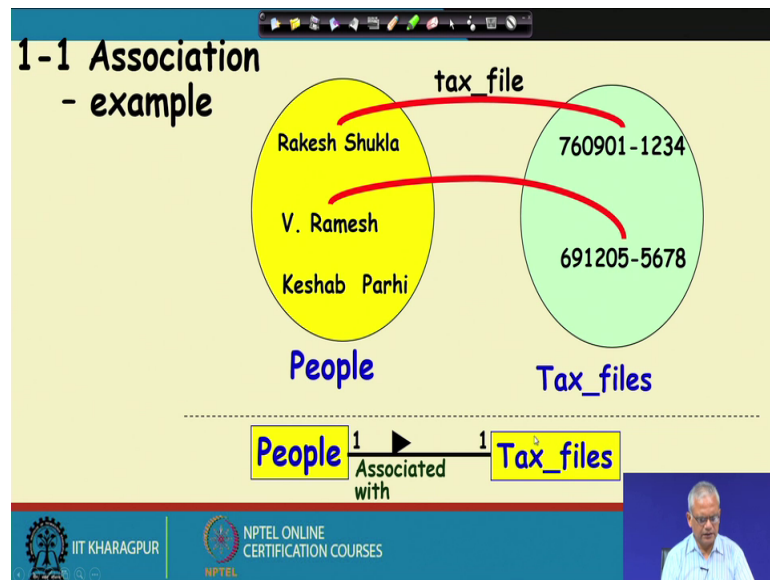 1-1 Association
- example
tax_file
Rakesh Shukla
760901-1234
V. Ramesh
691205-5678
Keshab Parhi
People
Tax_files
People
1
1
Tax_files
Associated
with
IIT KHARAGPUR
NPTEL
NPTEL ONLINE
CERTIFICATION COURSES